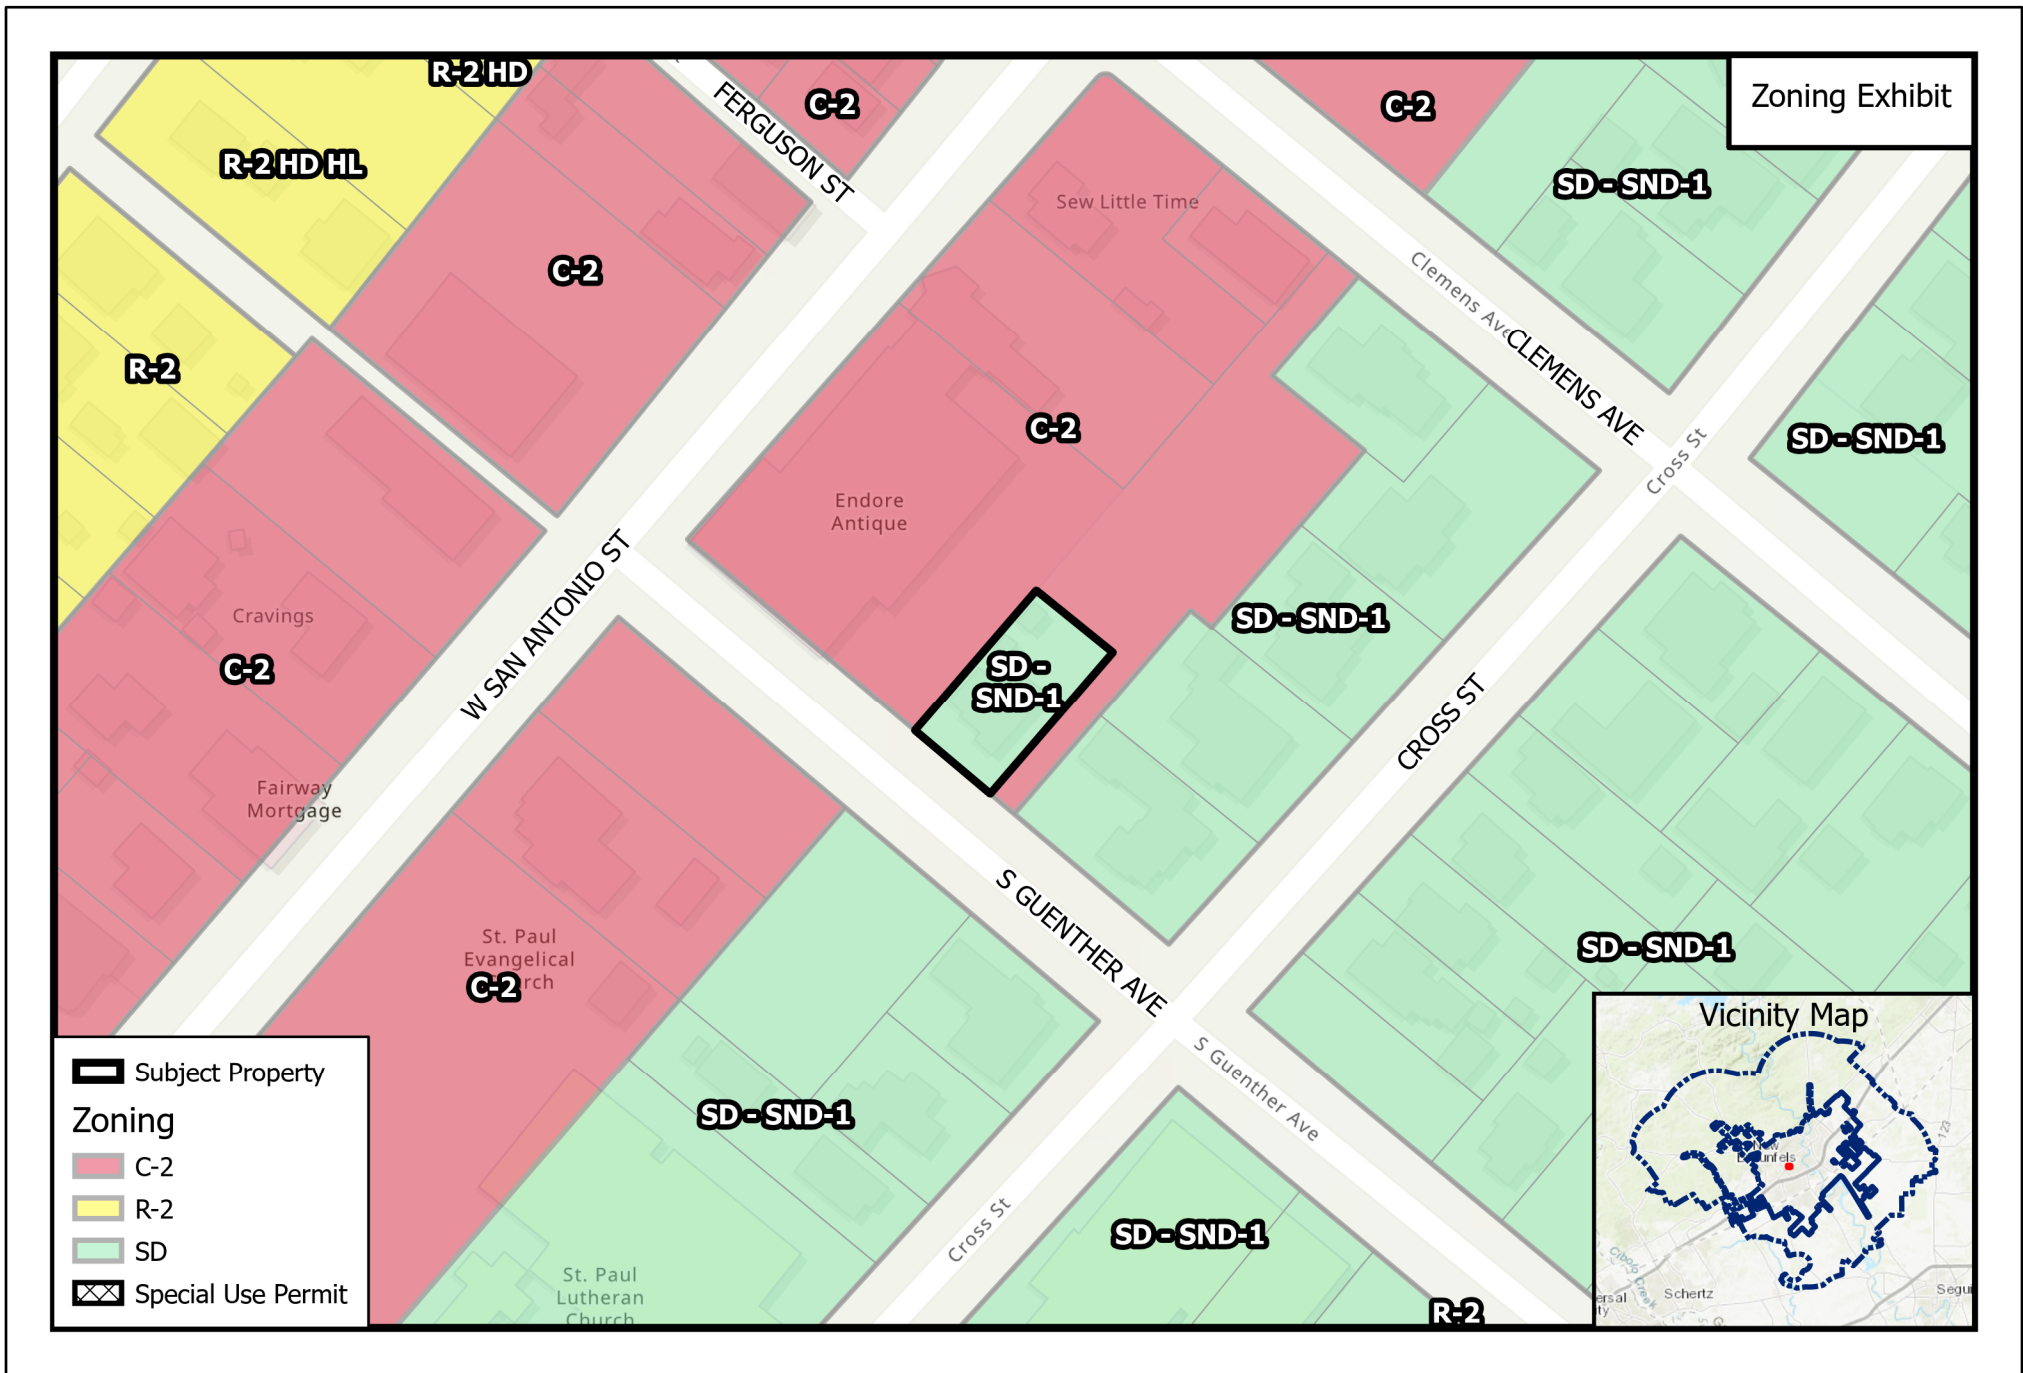 Zoning Exhibit
R-2 HD
C-2
C-2
FERGUSON ST
R-2 HD HL
SD - SND-1
Sew Little Time
C-2
Clemens Ave
CLEMENS AVE
R-2
C-2
SD - SND-1
Cross St
Endore
Antique
W SAN ANTONIO ST
Cravings
C-2
SD - SND-1
SD -
SND-1
CROSS ST
Fairway
Mortgage
S GUENTHER AVE
St. Paul
Evangelical
C-2
SD - SND-1
S Guenther Ave
SD - SND-1
Cross St
SD - SND-1
St. Paul
Lutheran
Church
R-2
Subject Property
Zoning
C-2
R-2
SD
Special Use Permit
Vicinity Map
New
123
Cibolo Creek
Schertz